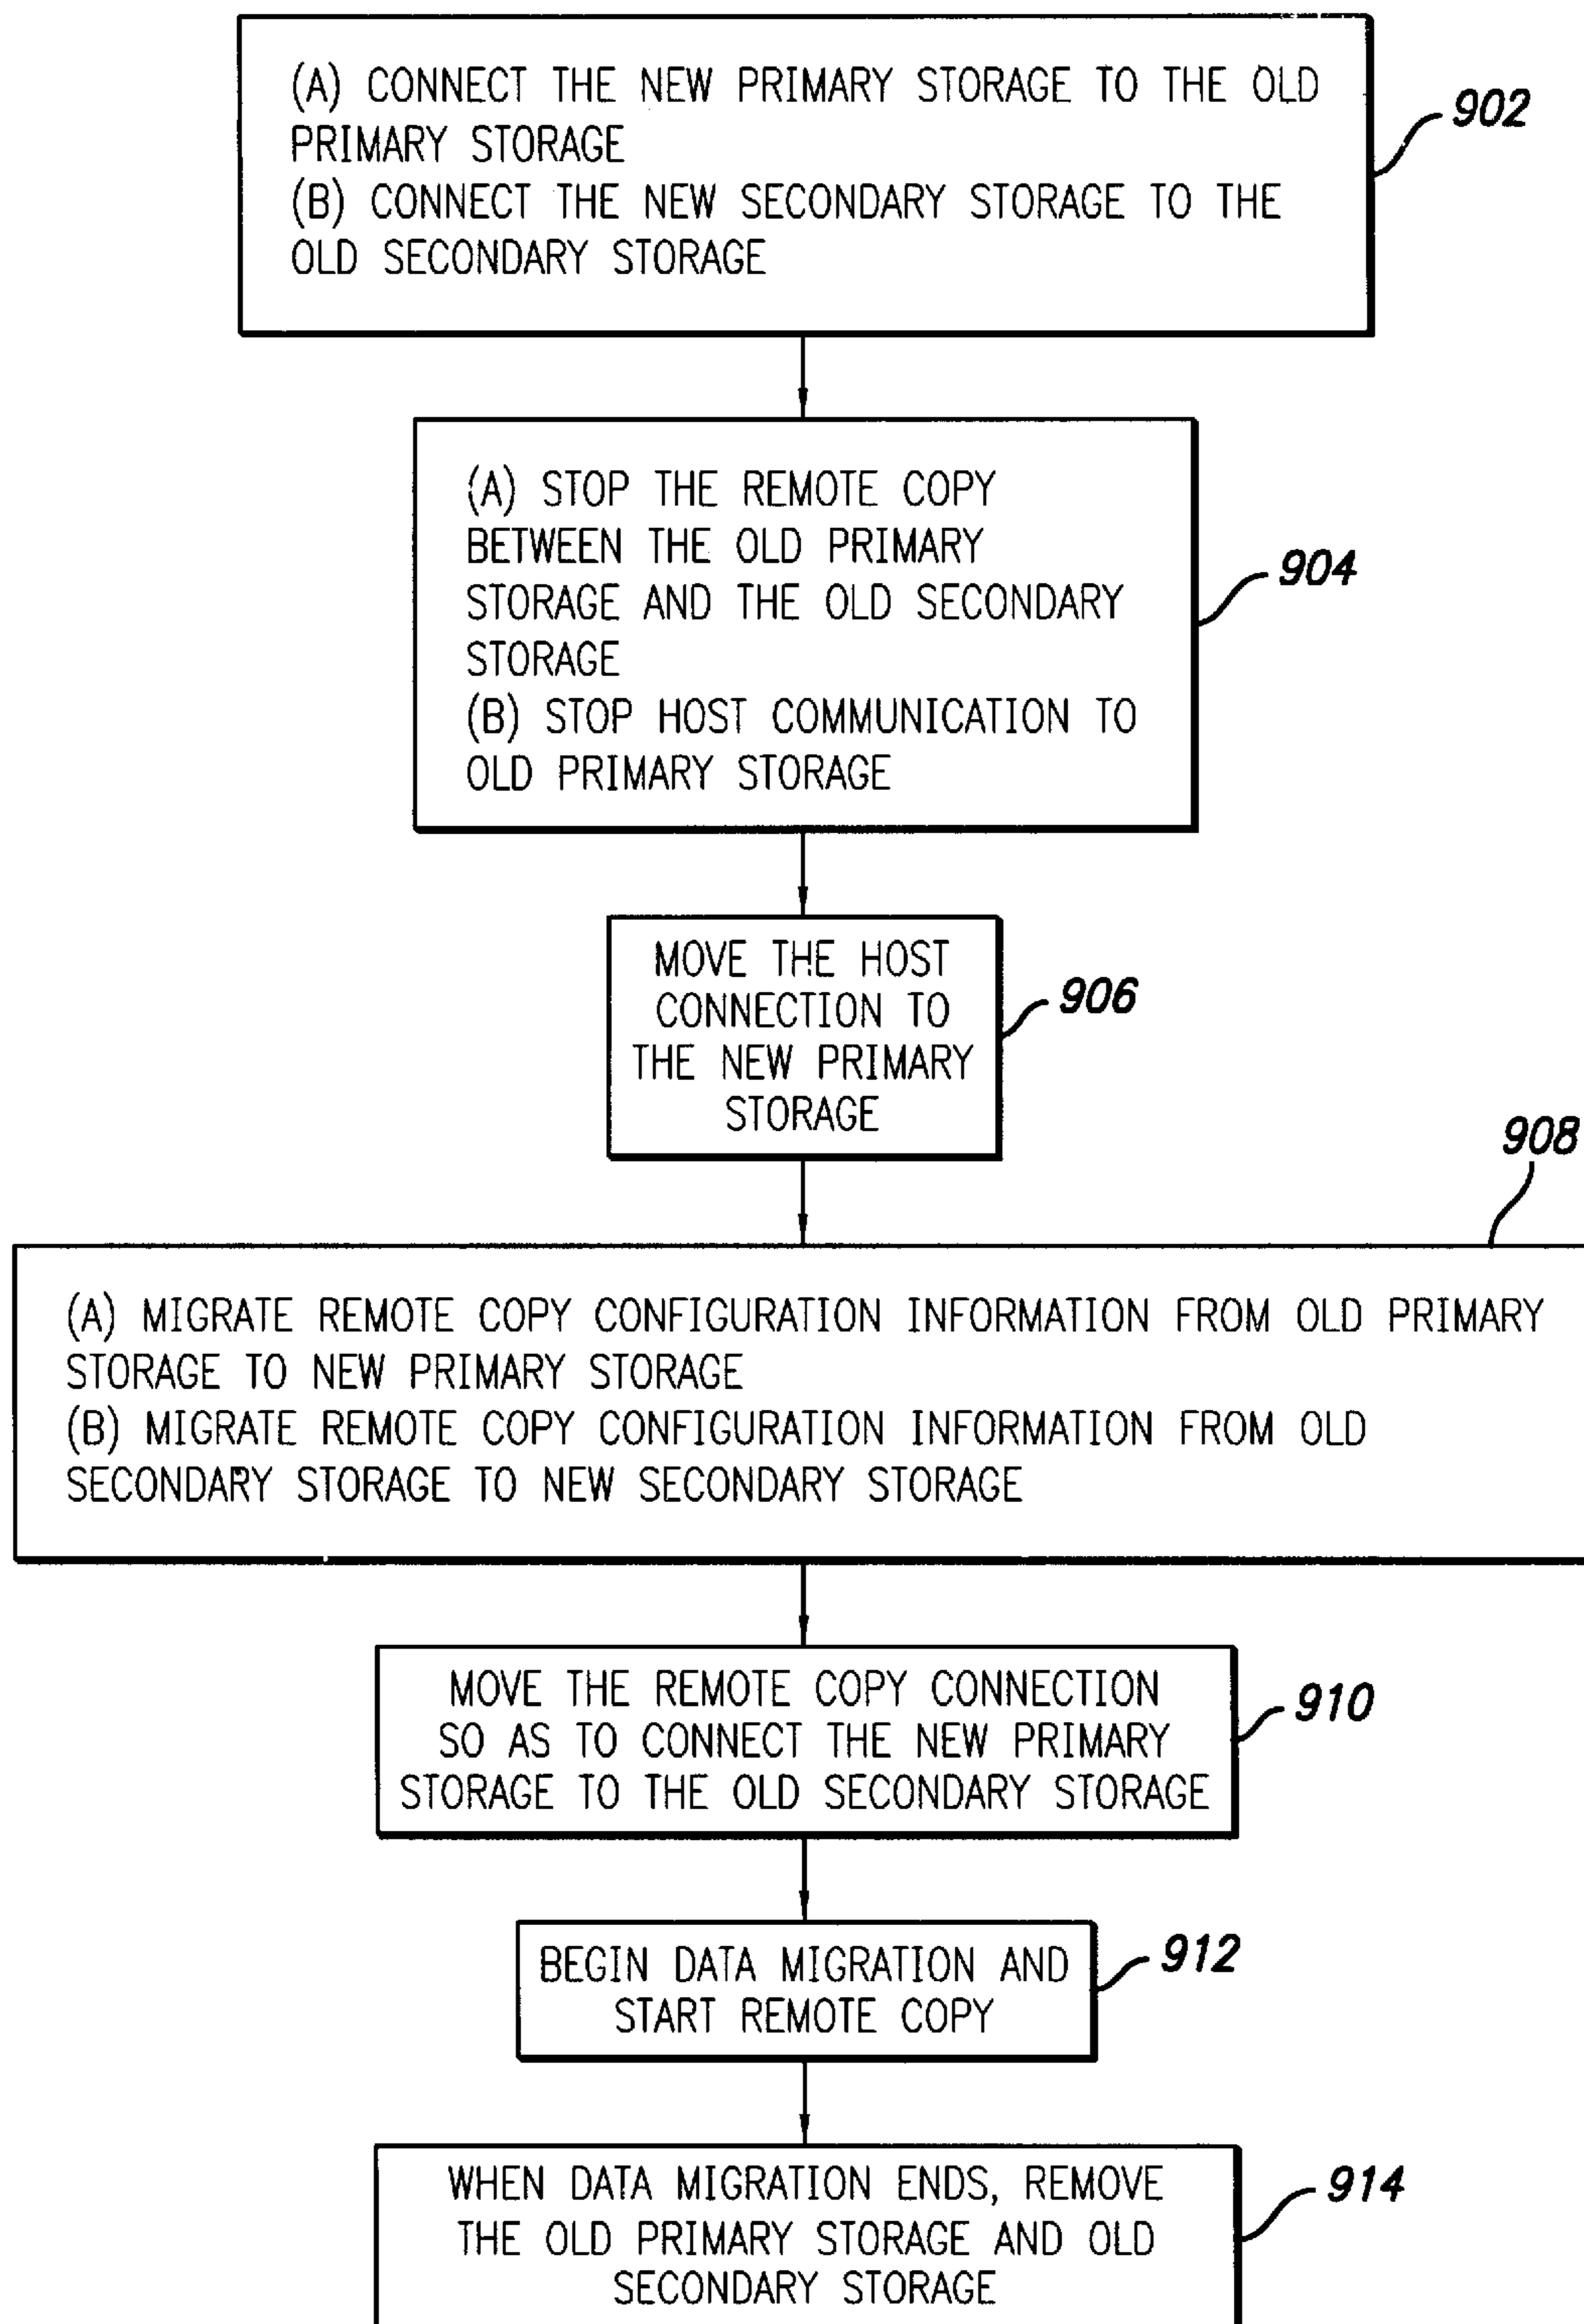 (A) CONNECT THE NEW PRIMARY STORAGE TO THE OLD
PRIMARY STORAGE
(B) CONNECT THE NEW SECONDARY STORAGE TO THE
OLD SECONDARY STORAGE
902
(A) STOP THE REMOTE COPY
BETWEEN THE OLD PRIMARY
STORAGE AND THE OLD SECONDARY
STORAGE
(B) STOP HOST COMMUNICATION TO
OLD PRIMARY STORAGE
904
MOVE THE HOST
CONNECTION TO
THE NEW PRIMARY
STORAGE
906
908
(A) MIGRATE REMOTE COPY CONFIGURATION INFORMATION FROM OLD PRIMARY
STORAGE TO NEW PRIMARY STORAGE
(B) MIGRATE REMOTE COPY CONFIGURATION INFORMATION FROM OLD
SECONDARY STORAGE TO NEW SECONDARY STORAGE
MOVE THE REMOTE COPY CONNECTION
SO AS TO CONNECT THE NEW PRIMARY
STORAGE TO THE OLD SECONDARY STORAGE
910
BEGIN DATA MIGRATION AND
START REMOTE COPY
912
WHEN DATA MIGRATION ENDS, REMOVE
THE OLD PRIMARY STORAGE AND OLD
SECONDARY STORAGE
914